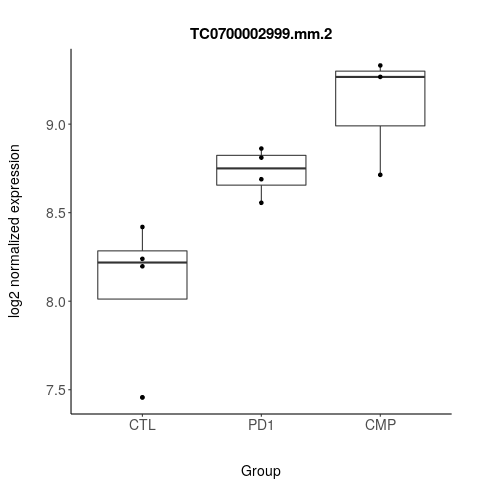 TC0700002999.mm.2
log2 normalized expression
9.0
8.5
8.0
7.5
CTL PD1 CMP
Group